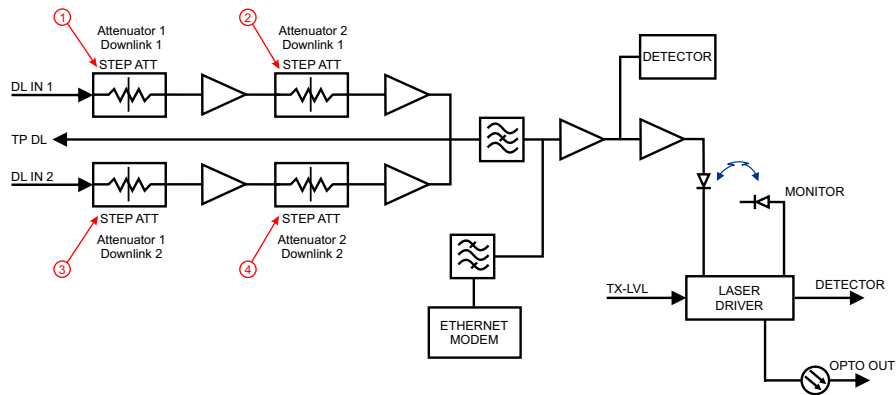 1
Attenuator 1
Downlink 1
2
Attenuator 2
Downlink 1
STEP ATT
STEP ATT
DETECTOR
DL IN 1
TP DL
DL IN 2
STEP ATT
STEP ATT
MONITOR
3
Attenuator 1
Downlink 2
4
Attenuator 2
Downlink 2
TX-LVL
LASER
DRIVER
DETECTOR
ETHERNET
MODEM
OPTO OUT